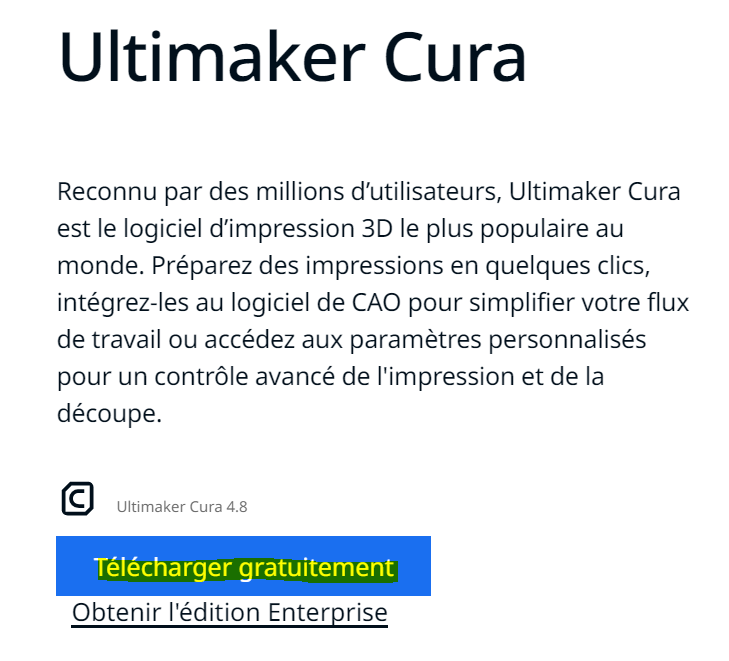 Ultimaker Cura
Reconnu par des millions d’utilisateurs, Ultimaker Cura
est le logiciel d’impression 3D le plus populaire au
monde. Préparez des impressions en quelques clics,
intégrez-les au logiciel de CAO pour simplifier votre flux
de travail ou accédez aux paramètres personnalisés
pour un contrôle avancé de l'impression et de la
découpe.
Ultimaker Cura 4.8
Télécharger gratuitement
Obtenir l'édition Enterprise